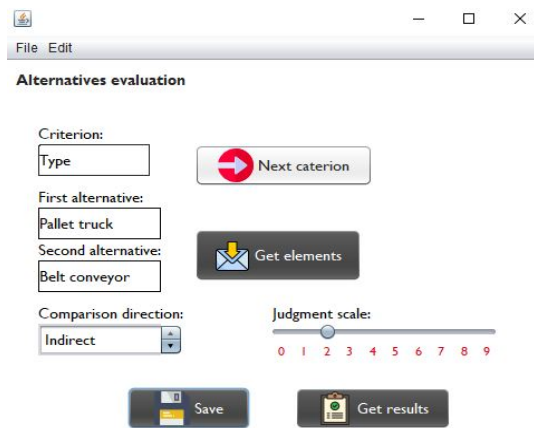 File Edit
Alternatives evaluation
Criterion:
Type
Next caterion
First alternative:
Pallet truck
Second alternative:
Get elements
Belt conveyor
Comparison direction:
Judgment scale:
Indirect
0 1 2 3 4 5 6 7 8 9
Save
Get results